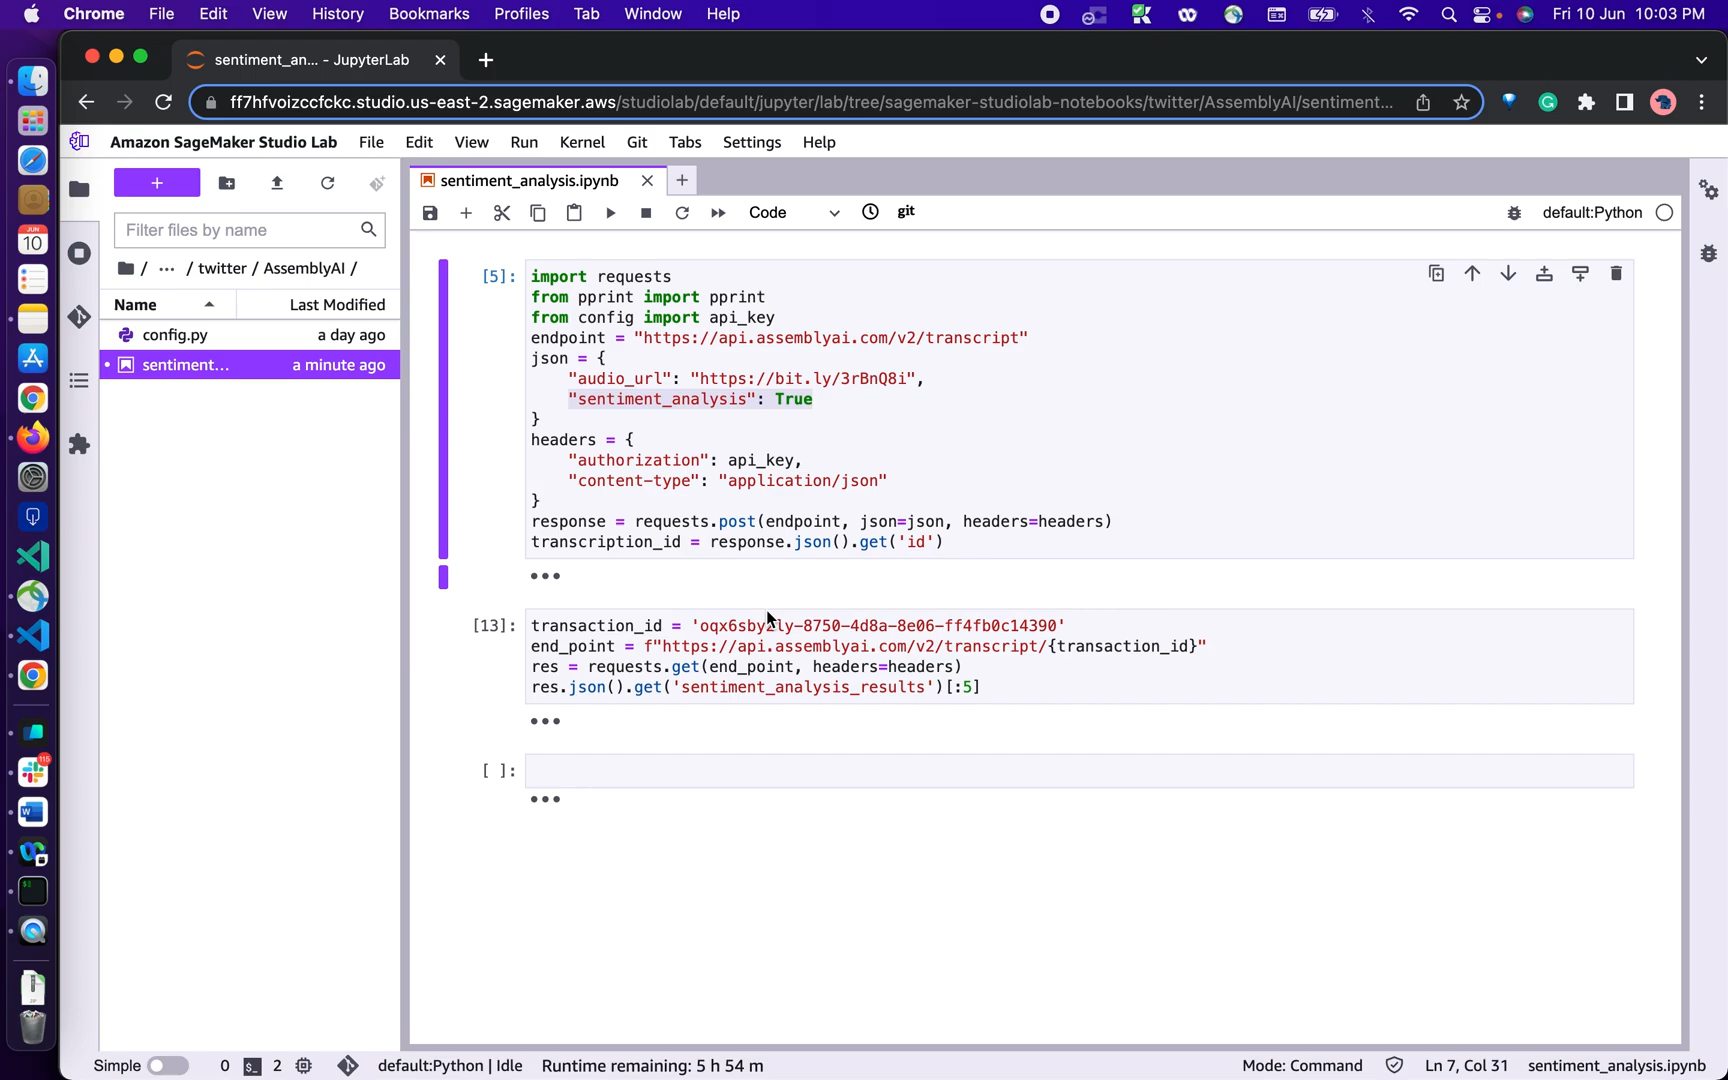 Chrome File Edit View History Bookmarks Profiles Tab Window Help Fri 10 Jun 10:03 PM
sentiment_an... - JupyterLab
ff7hfvoizccfckc.studio.us-east-2.sagemaker.aws/studiolab/default/jupyter/lab/tree/sagemaker-studiolab-notebooks/twitter/AssemblyAI/sentiment...
Amazon SageMaker Studio Lab File Edit View Run Kernel Git Tabs Settings Help
sentiment_analysis.ipynb
Code git default:Python
Filter files by name
/ ... / twitter / AssemblyAI /
Name Last Modified
config.py a day ago
sentiment... a minute ago
[5]: import requests
from pprint import pprint
from config import api_key
endpoint = "https://api.assemblyai.com/v2/transcript"
json = {
"audio_url": "https://bit.ly/3rBnQ8i",
"sentiment_analysis": True
}
headers = {
"authorization": api_key,
"content-type": "application/json"
}
response = requests.post(endpoint, json=json, headers=headers)
transcription_id = response.json().get('id')
[13]: transaction_id =
end_point = f"https://api.assemblyai.com/v2/transcript/{transaction_id}"
res = requests.get(end_point, headers=headers)
res.json().get('sentiment_analysis_results')[:5]
[ ]:
JUN
10
115
Simple 0 2 default:Python | Idle Runtime remaining: 5 h 54 m Mode: Command Ln 7, Col 31 sentiment_analysis.ipynb